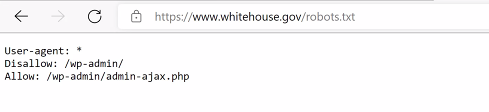 https://www.whitehouse.gov/robots.txt
User-agent: *
Disallow: /wp-admin/
Allow: /wp-admin/admin-ajax.php